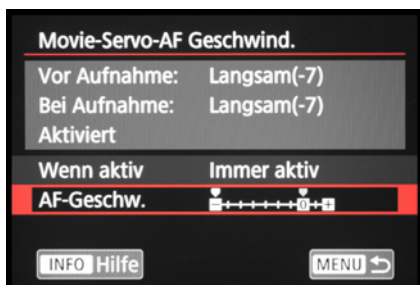 Movie-Servo-AF Geschwind.
Vor Aufnahme: Langsam(-7)
Bei Aufnahme: Langsam(-7)
Aktiviert
Wenn aktiv Immer aktiv
AF-Geschw. 0
INFO Hilfe MENU